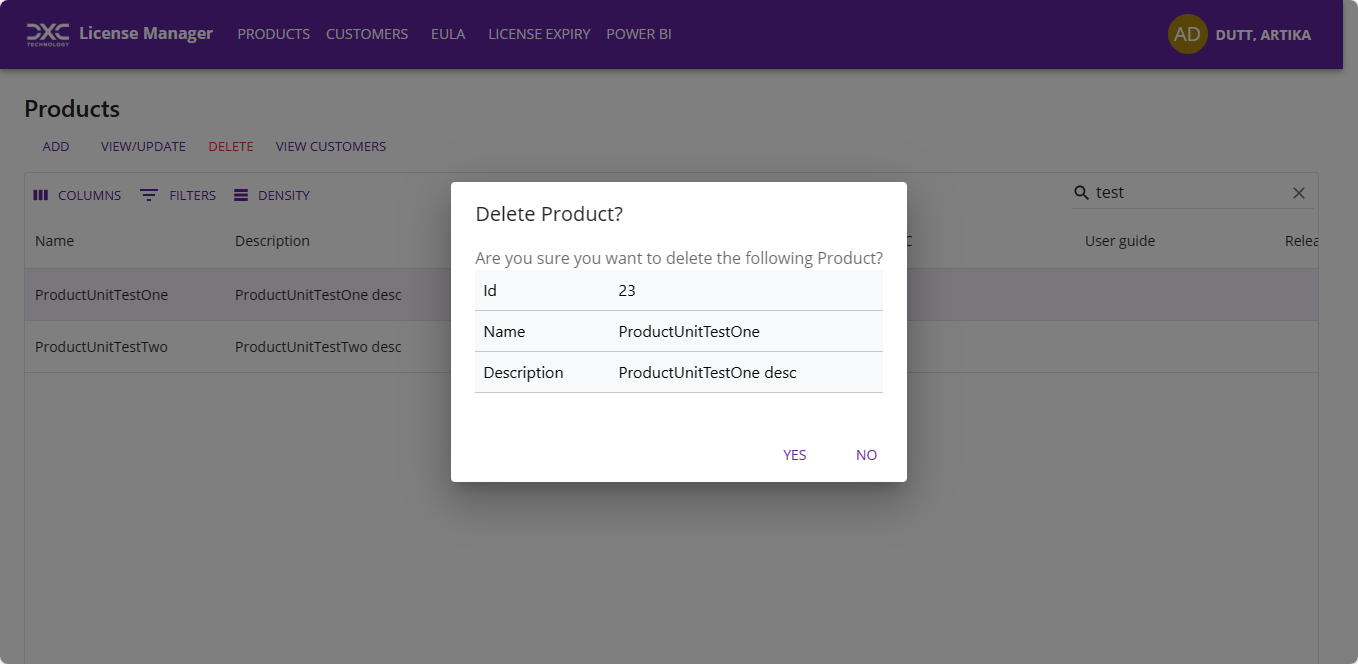 DXC TECHNOLOGY License Manager PRODUCTS CUSTOMERS EULA LICENSE EXPIRY POWER BI AD DUTT, ARTIKA
Products
ADD VIEW/UPDATE DELETE VIEW CUSTOMERS
COLUMNS FILTERS DENSITY test
Name Description C User guide Relea
ProductUnitTestOne ProductUnitTestOne desc
ProductUnitTestTwo ProductUnitTestTwo desc
Delete Product?
Are you sure you want to delete the following Product?
Id 23
Name ProductUnitTestOne
Description ProductUnitTestOne desc
YES NO